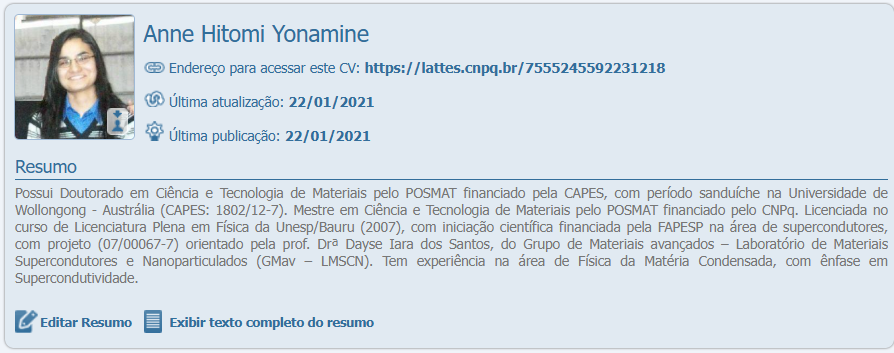 Anne Hitomi Yonamine
Endereço para acessar este CV: https://lattes.cnpq.br/7555245592231218
Última atualização: 22/01/2021
Última publicação: 22/01/2021
Resumo
Possui Doutorado em Ciência e Tecnologia de Materiais pelo POSMAT financiado pela CAPES, com período sanduíche na Universidade de
Wollongong - Austrália (CAPES: 1802/12-7). Mestre em Ciência e Tecnologia de Materiais pelo POSMAT financiado pelo CNPq. Licenciada no
curso de Licenciatura Plena em Física da Unesp/Bauru (2007), com iniciação científica financiada pela FAPESP na área de supercondutores,
com projeto (07/00067-7) orientado pela prof. Drª Dayse Iara dos Santos, do Grupo de Materiais avançados – Laboratório de Materiais
Supercondutores e Nanoparticulados (GMav – LMSCN). Tem experiência na área de Física da Matéria Condensada, com ênfase em
Supercondutividade.
Editar Resumo Exibir texto completo do resumo